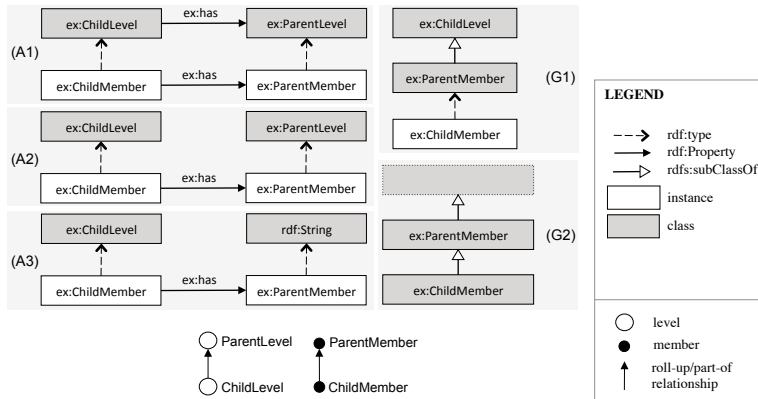 ex:ChildLevel ex:has ex:ParentLevel
(A1)
ex:ChildMember ex:has ex:ParentMember
ex:ChildLevel ex:ParentLevel
(A2)
ex:ChildMember ex:has ex:ParentMember
ex:ChildLevel rdf:String
(A3)
ex:ChildMember ex:has ex:ParentMember
ex:ChildLevel
ex:ParentMember
(G1)
ex:ChildMember
ex:ParentMember
(G2)
ex:ChildMember
ParentLevel ParentMember
ChildLevel ChildMember
LEGEND
rdf:type
rdf:Property
rdfs:subClassOf
instance
class
level
member
roll-up/part-of
relationship